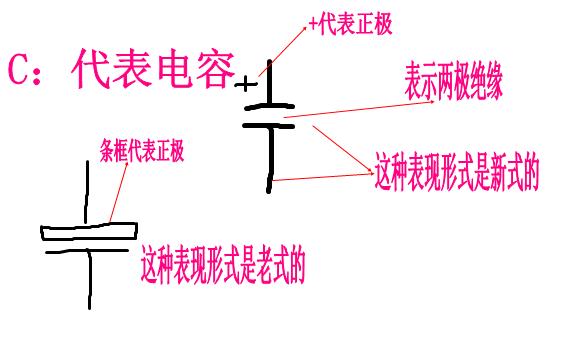 +代表正极
C：代表电容
+
表示两极绝缘
条框代表正极
这种表现形式是新式的
这种表现形式是老式的